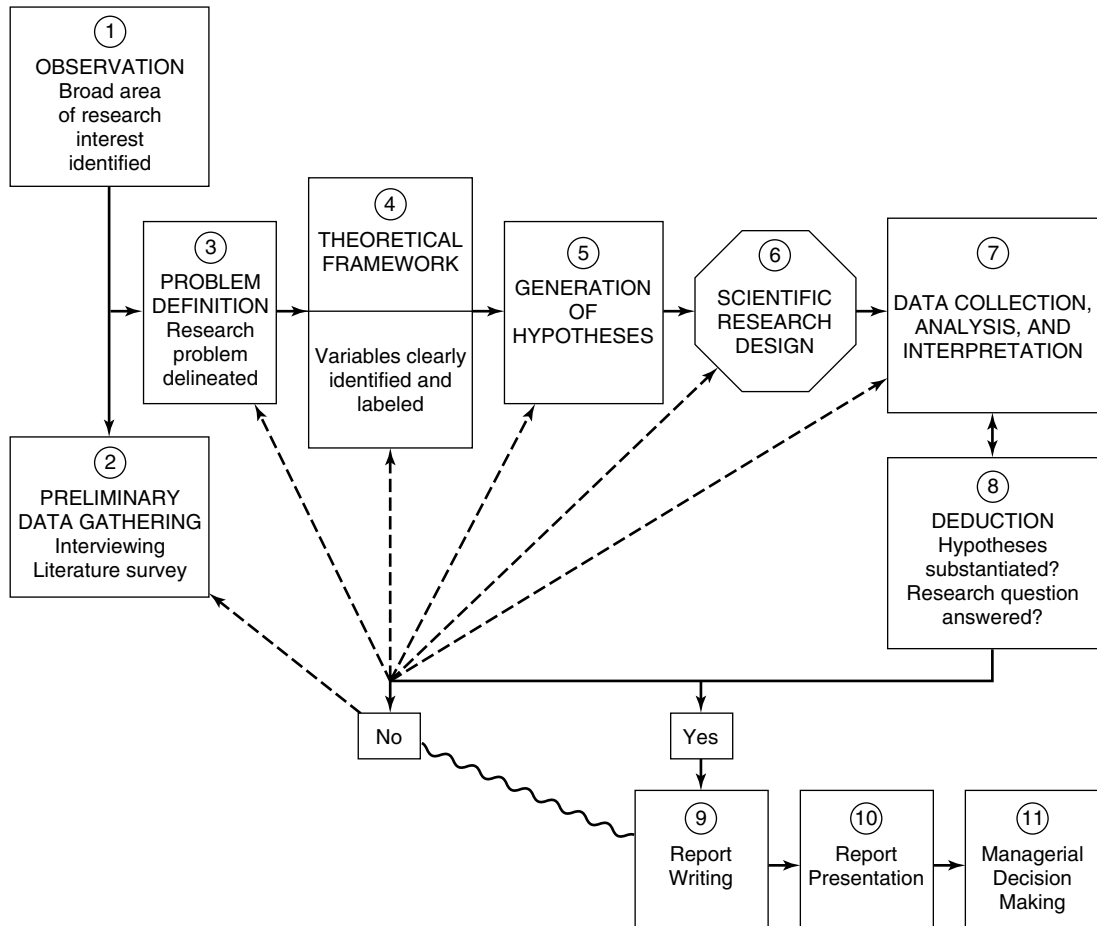 1
OBSERVATION
Broad area
of research
interest
identified
2
PRELIMINARY
DATA GATHERING
Interviewing
Literature survey
3
PROBLEM
DEFINITION
Research
problem
delineated
4
THEORETICAL
FRAMEWORK
Variables clearly
identified and
labeled
5
GENERATION
OF
HYPOTHESES
6
SCIENTIFIC
RESEARCH
DESIGN
7
DATA COLLECTION,
ANALYSIS, AND
INTERPRETATION
8
DEDUCTION
Hypotheses
substantiated?
Research question
answered?
No
Yes
9
Report
Writing
10
Report
Presentation
11
Managerial
Decision
Making